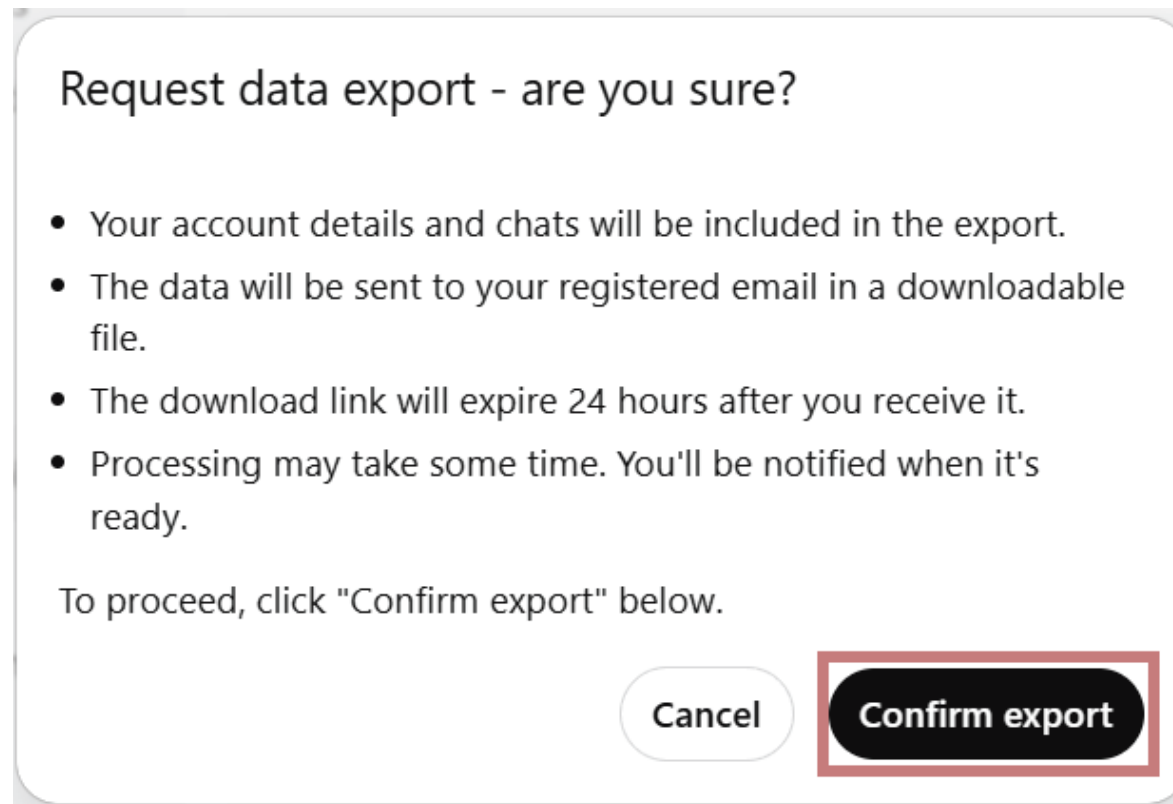 Request data export - are you sure?
• Your account details and chats will be included in the export.
• The data will be sent to your registered email in a downloadable
file.
• The download link will expire 24 hours after you receive it.
• Processing may take some time. You'll be notified when it's
ready.
To proceed, click "Confirm export" below.
Cancel
Confirm export